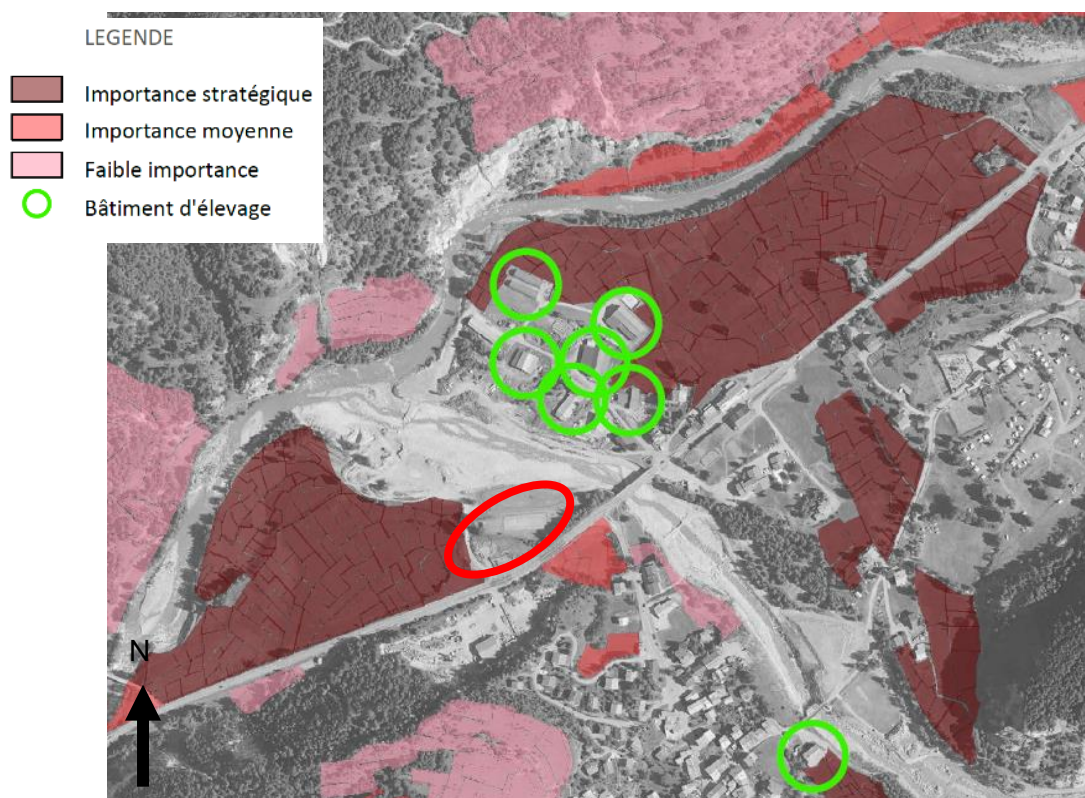 LEGENDE
Importance stratégique
Importance moyenne
Faible importance
Bâtiment d'élevage
N